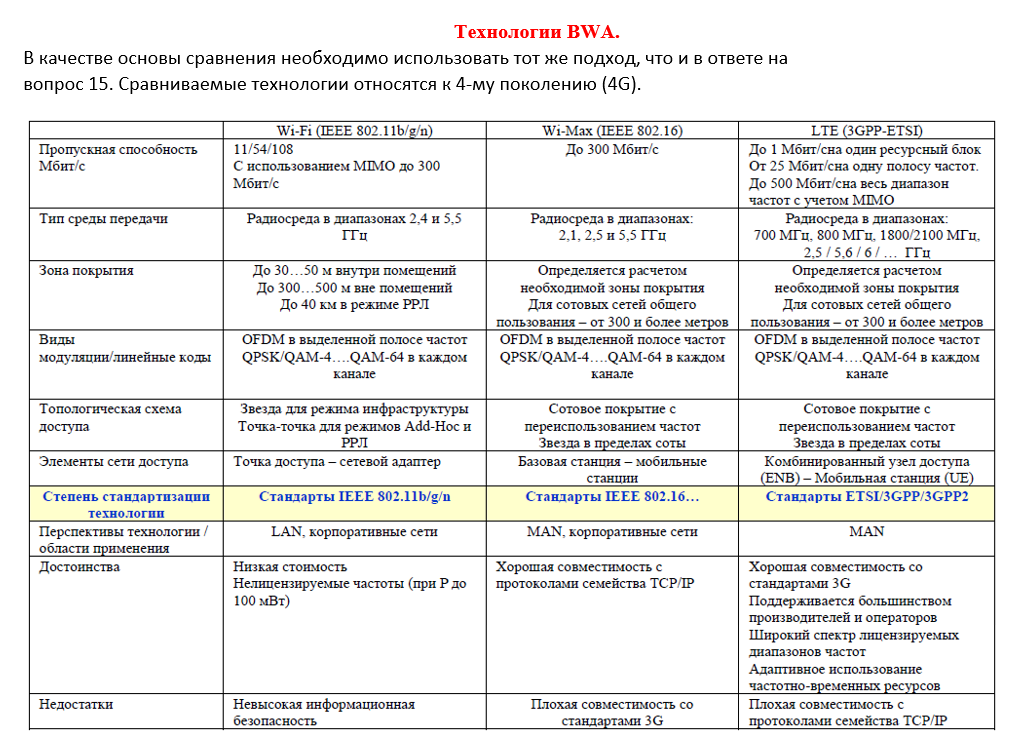 Технологии BWA.
В качестве основы сравнения необходимо использовать тот же подход, что и в ответе на
вопрос 15. Сравниваемые технологии относятся к 4-му поколению (4G).
Wi-Fi (IEEE 802.11b/g/n)
Wi-Max (IEEE 802.16)
LTE (3GPP-ETSI)
Пропускная способность
Мбит/с
11/54/108
С использованием MIMO до 300
Мбит/с
До 300 Мбит/с
До 1 Мбит/сна один ресурсный блок
От 25 Мбит/сна одну полосу частот.
До 500 Мбит/сна весь диапазон
частот с учетом MIMO
Тип среды передачи
Радиосреда в диапазонах 2,4 и 5,5
ГГц
Радиосреда в диапазонах:
2,1, 2,5 и 5,5 ГГц
Радиосреда в диапазонах:
700 МГц, 800 МГц, 1800/2100 МГц,
2,5 / 5,6 / 6 / … ГГц
Зона покрытия
До 30…50 м внутри помещений
До 300…500 м вне помещений
До 40 км в режиме РРЛ
Определяется расчетом
необходимой зоны покрытия
Для сотовых сетей общего
пользования – от 300 и более метров
Определяется расчетом
необходимой зоны покрытия
Для сотовых сетей общего
пользования – от 300 и более метров
Виды
модуляции/линейные коды
OFDM в выделенной полосе частот
QPSK/QAM-4….QAM-64 в каждом
канале
OFDM в выделенной полосе частот
QPSK/QAM-4….QAM-64 в каждом
канале
OFDM в выделенной полосе частот
QPSK/QAM-4….QAM-64 в каждом
канале
Топологическая схема
доступа
Звезда для режима инфраструктуры
Точка-точка для режимов Add-Hoc и
РРЛ
Сотовое покрытие с
переиспользованием частот
Звезда в пределах соты
Сотовое покрытие с
переиспользованием частот
Звезда в пределах соты
Элементы сети доступа
Точка доступа – сетевой адаптер
Базовая станция – мобильные
станции
Комбинированный узел доступа
(ENB) – Мобильная станция (UE)
Степень стандартизации
технологии
Стандарты IEEE 802.11b/g/n
Стандарты IEEE 802.16…
Стандарты ETSI/3GPP/3GPP2
Перспективы технологии /
области применения
LAN, корпоративные сети
MAN, корпоративные сети
MAN
Достоинства
Низкая стоимость
Нелицензируемые частоты (при P до
100 мВт)
Хорошая совместимость с
протоколами семейства TCP/IP
Хорошая совместимость со
стандартами 3G
Поддерживается большинством
производителей и операторов
Широкий спектр лицензируемых
диапазонов частот
Адаптивное использование
частотно-временных ресурсов
Недостатки
Невысокая информационная
безопасность
Плохая совместимость со
стандартами 3G
Плохая совместимость с
протоколами семейства TCP/IP